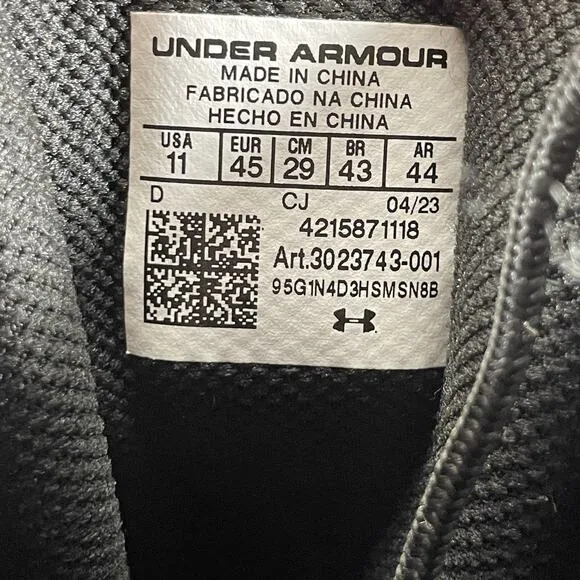 UNDER ARMOUR
MADE IN CHINA
FABRICADO NA CHINA
HECHO EN CHINA
USA EUR CM BR AR
11 45 29 43 44
D CJ 04/23
4215871118
Art.3023743-001
95G1N4D3HSMSN8B